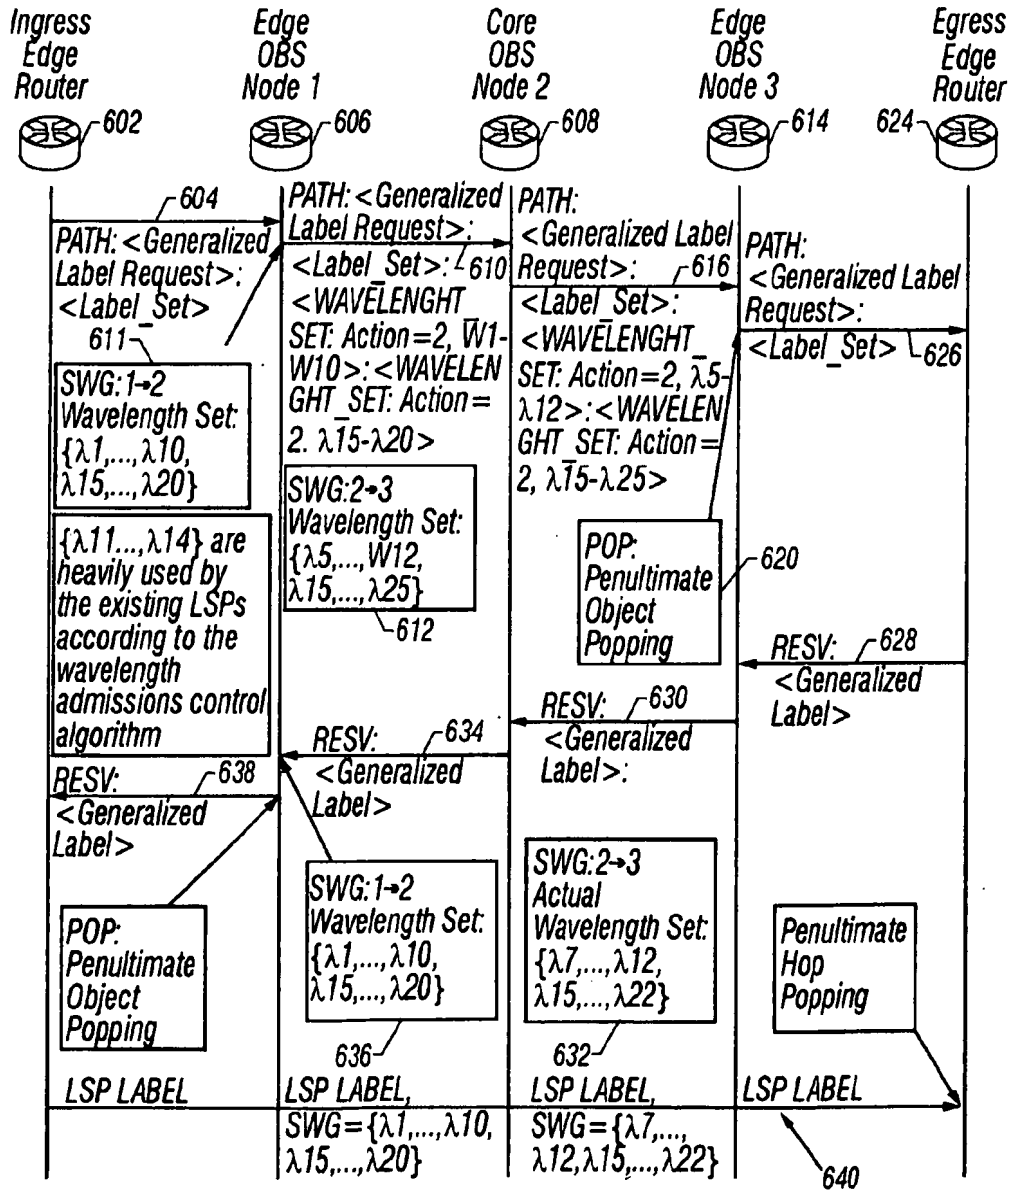 Ingress
Edge
Router
Edge
OBS
Node 1
Core
OBS
Node 2
Edge
OBS
Node 3
Egress
Edge
Router
602
606
608
614
624
604
PATH: <Generalized
Label Request>:
<Label_Set>
611
SWG:1→2
Wavelength Set:
{λ1,...,λ10,
λ15,...,λ20}
{λ11...,λ14} are
heavily used by
the existing LSPs
according to the
wavelength
admissions control
algorithm
PATH: <Generalized
Label Request>:
<Label_Set>:
610
<WAVELENGHT_
SET: Action=2, W1-
W10>:<WAVELEN
GHT_SET: Action=
2. λ15-λ20>
SWG:2→3
Wavelength Set:
{λ5,...,W12,
λ15,...,λ25}
612
PATH:
<Generalized Label
Request>:
616
<Label_Set>:
<WAVELENGHT_
SET: Action=2, λ5-
λ12>:<WAVELEN
GHT_SET: Action=
2, λ15-λ25>
POP:
Penultimate
Object
Popping
620
PATH:
<Generalized Label
Request>:
<Label_Set>
626
RESV:
628
<Generalized
Label>
RESV:
630
<Generalized
Label>:
RESV:
634
<Generalized
Label>
RESV:
638
<Generalized
Label>
POP:
Penultimate
Object
Popping
SWG:1→2
Wavelength Set:
{λ1,...,λ10,
λ15,...,λ20}
636
SWG:2→3
Actual
Wavelength Set:
{λ7,...,λ12,
λ15,...,λ22}
632
Penultimate
Hop
Popping
LSP LABEL
LSP LABEL,
SWG={λ1,...,λ10,
λ15,...,λ20}
LSP LABEL,
SWG={λ7,...,
λ12,λ15,...,λ22}
LSP LABEL
640